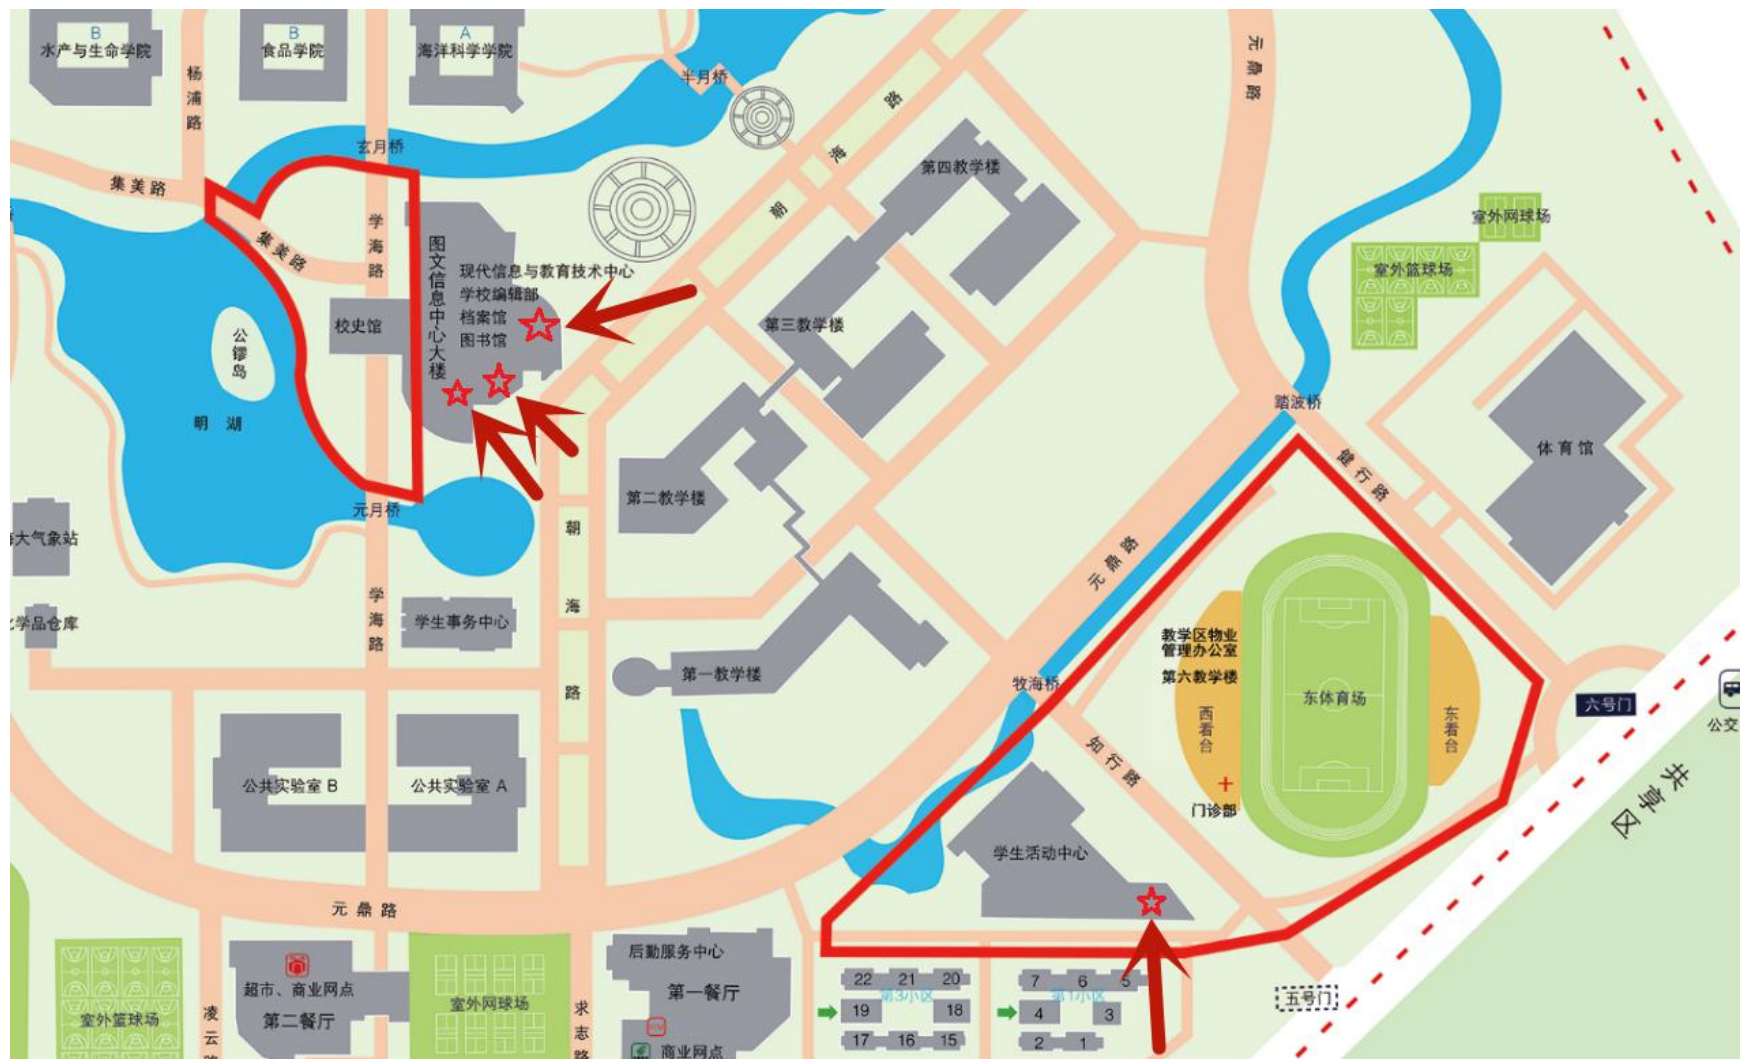 B
水产与生命学院
B
食品学院
A
海洋科学学院
杨浦路
半月桥
元鼎路
路
海
朝
玄月桥
集美路
学海路
集美路
第四教学楼
室外网球场
室外篮球场
图文信息中心大楼
现代信息与教育技术中心
学校编辑部
档案馆
图书馆
校史馆
公镠岛
明湖
第三教学楼
踏波桥
健行路
体育馆
第二教学楼
元月桥
大气象站
朝海路
元鼎路
学海路
学生事务中心
学品仓库
第一教学楼
牧海桥
教学区物业
管理办公室
第六教学楼
西看台
东体育场
东看台
六号门
公交
共享区
知行路
门诊部
公共实验室 B
公共实验室 A
学生活动中心
元鼎路
后勤服务中心
第一餐厅
超市、商业网点
第二餐厅
室外网球场
室外篮球场
凌云
求志路
商业网点
22 21 20
第3小区
19 18
17 16 15
7 6 5
第1小区
4 3
2 1
五号门